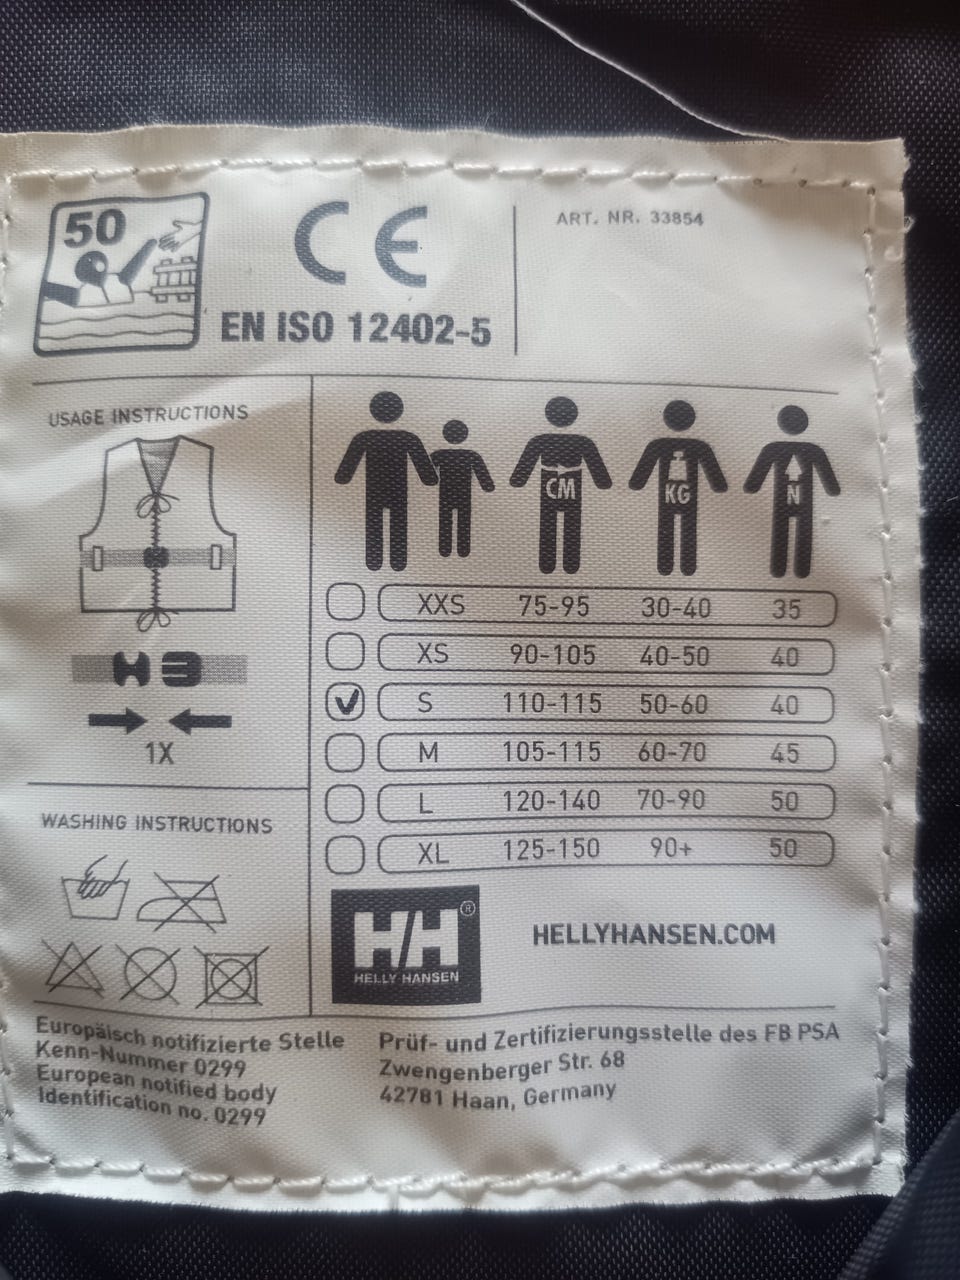 50
CE
EN ISO 12402-5
ART. NR. 33854
USAGE INSTRUCTIONS
1X
WASHING INSTRUCTIONS
CM KG N
XXS 75-95 30-40 35
XS 90-105 40-50 40
S 110-115 50-60 40
M 105-115 60-70 45
L 120-140 70-90 50
XL 125-150 90+ 50
H/H®
HELLY HANSEN
HELLYHANSEN.COM
Europäisch notifizierte Stelle
Kenn-Nummer 0299
European notified body
Identification no. 0299
Prüf- und Zertifizierungsstelle des FB PSA
Zwengenberger Str. 68
42781 Haan, Germany